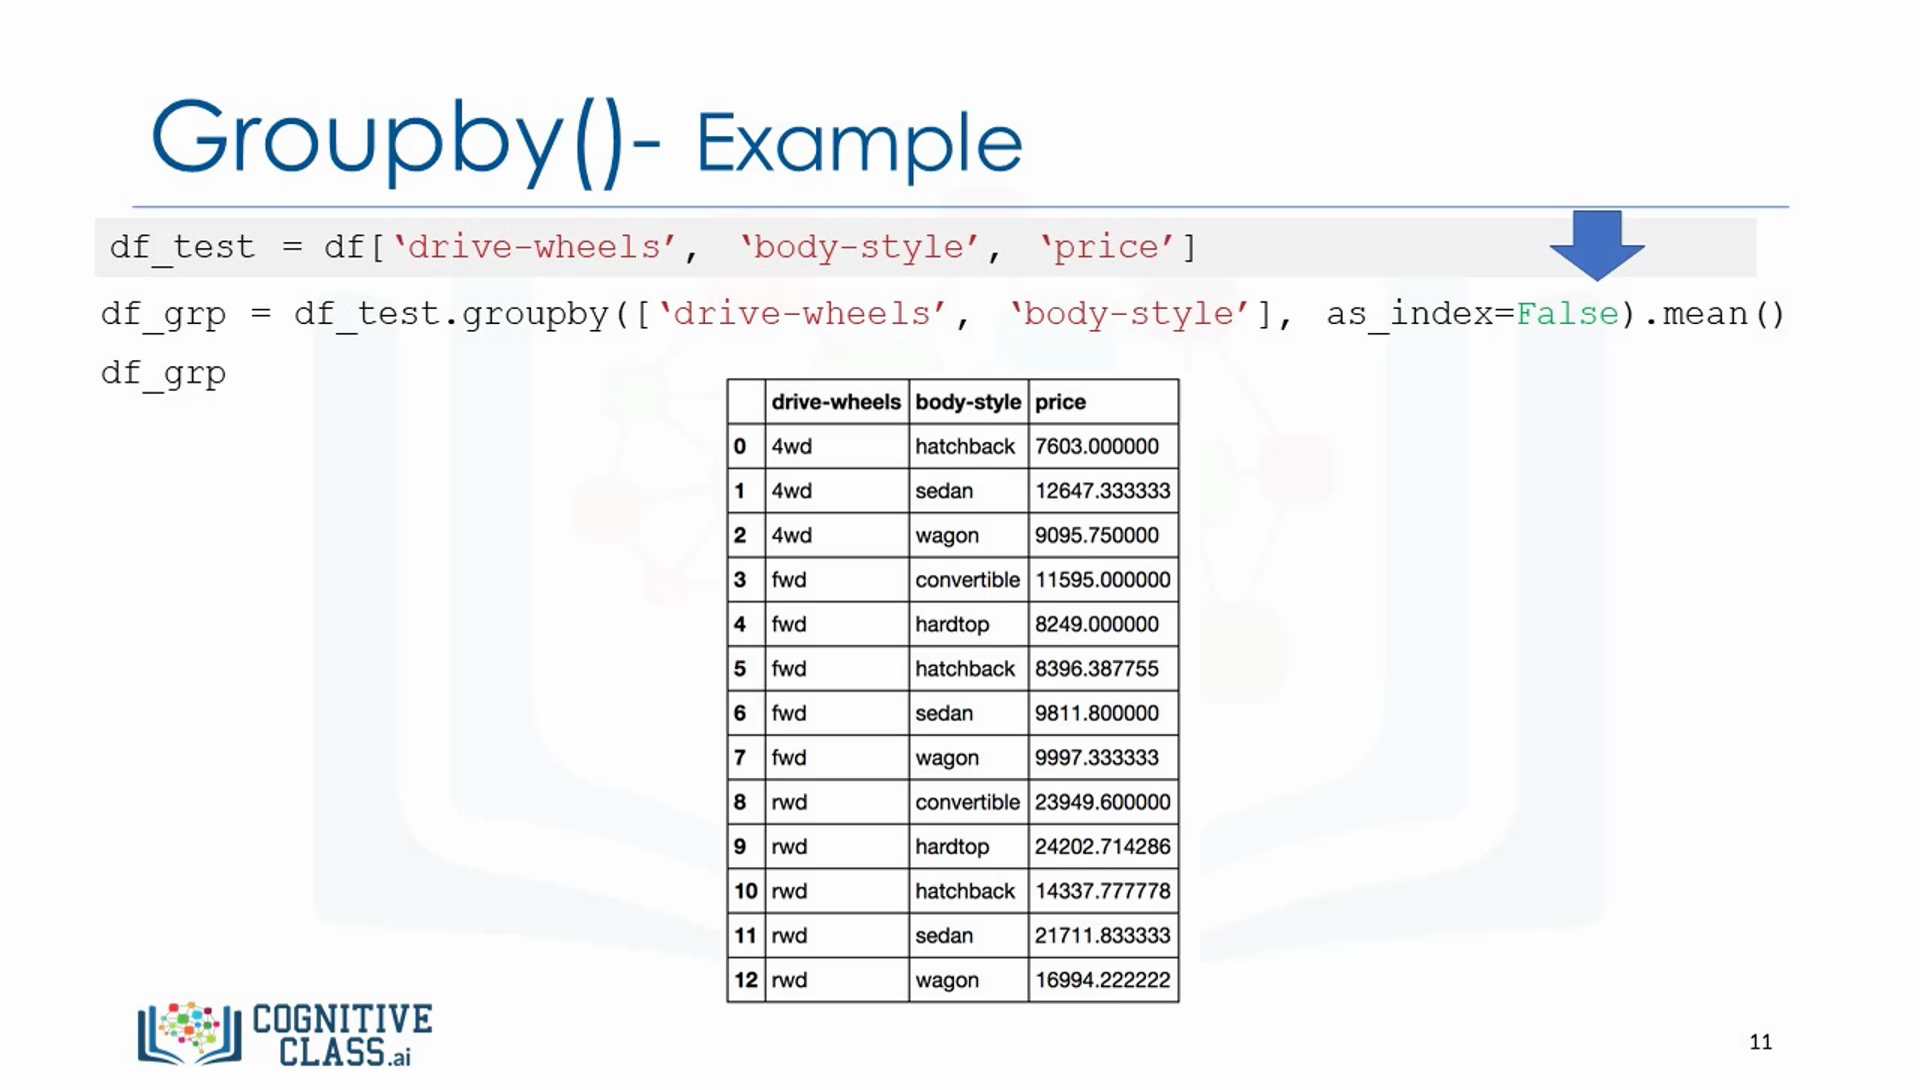 Groupby()- Example
df_test = df[‘drive-wheels’, ‘body-style’, ‘price’]
df_grp = df_test.groupby([‘drive-wheels’, ‘body-style’], as_index=False).mean()
df_grp
drive-wheels body-style price
0 4wd hatchback 7603.000000
1 4wd sedan 12647.333333
2 4wd wagon 9095.750000
3 fwd convertible 11595.000000
4 fwd hardtop 8249.000000
5 fwd hatchback 8396.387755
6 fwd sedan 9811.800000
7 fwd wagon 9997.333333
8 rwd convertible 23949.600000
9 rwd hardtop 24202.714286
10 rwd hatchback 14337.777778
11 rwd sedan 21711.833333
12 rwd wagon 16994.222222
COGNITIVE
CLASS.ai
11